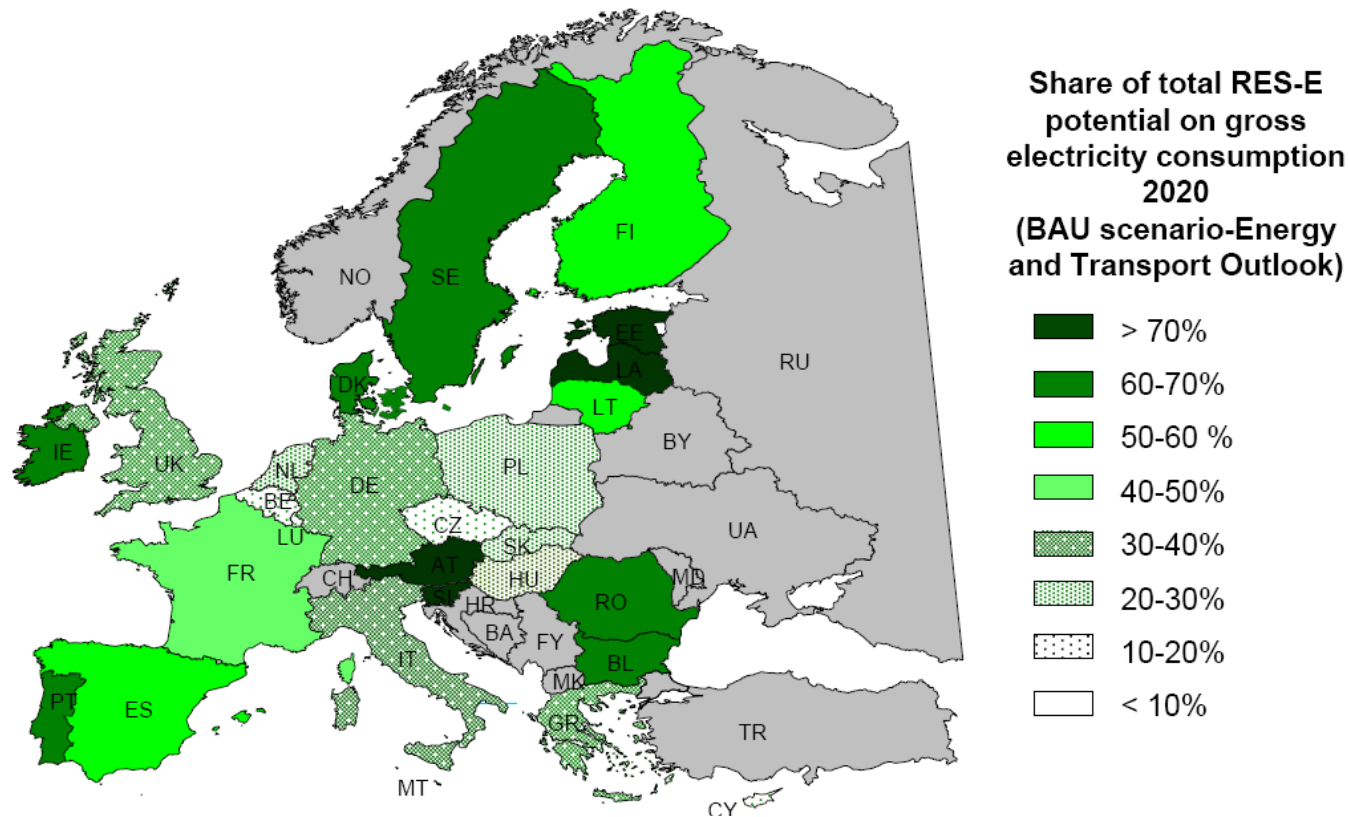 Share of total RES-E
potential on gross
electricity consumption
2020
(BAU scenario-Energy
and Transport Outlook)
> 70%
60-70%
50-60 %
40-50%
30-40%
20-30%
10-20%
< 10%
FI
NO
SE
EE
RU
LA
DK
LT
IE
BY
UK
NL
PL
DE
BE
CZ
UA
LU
SK
AT
FR
CH
HU
MD
SL
HR
RO
BA
FY
IT
BL
MK
PT
ES
GR
TR
MT
CY